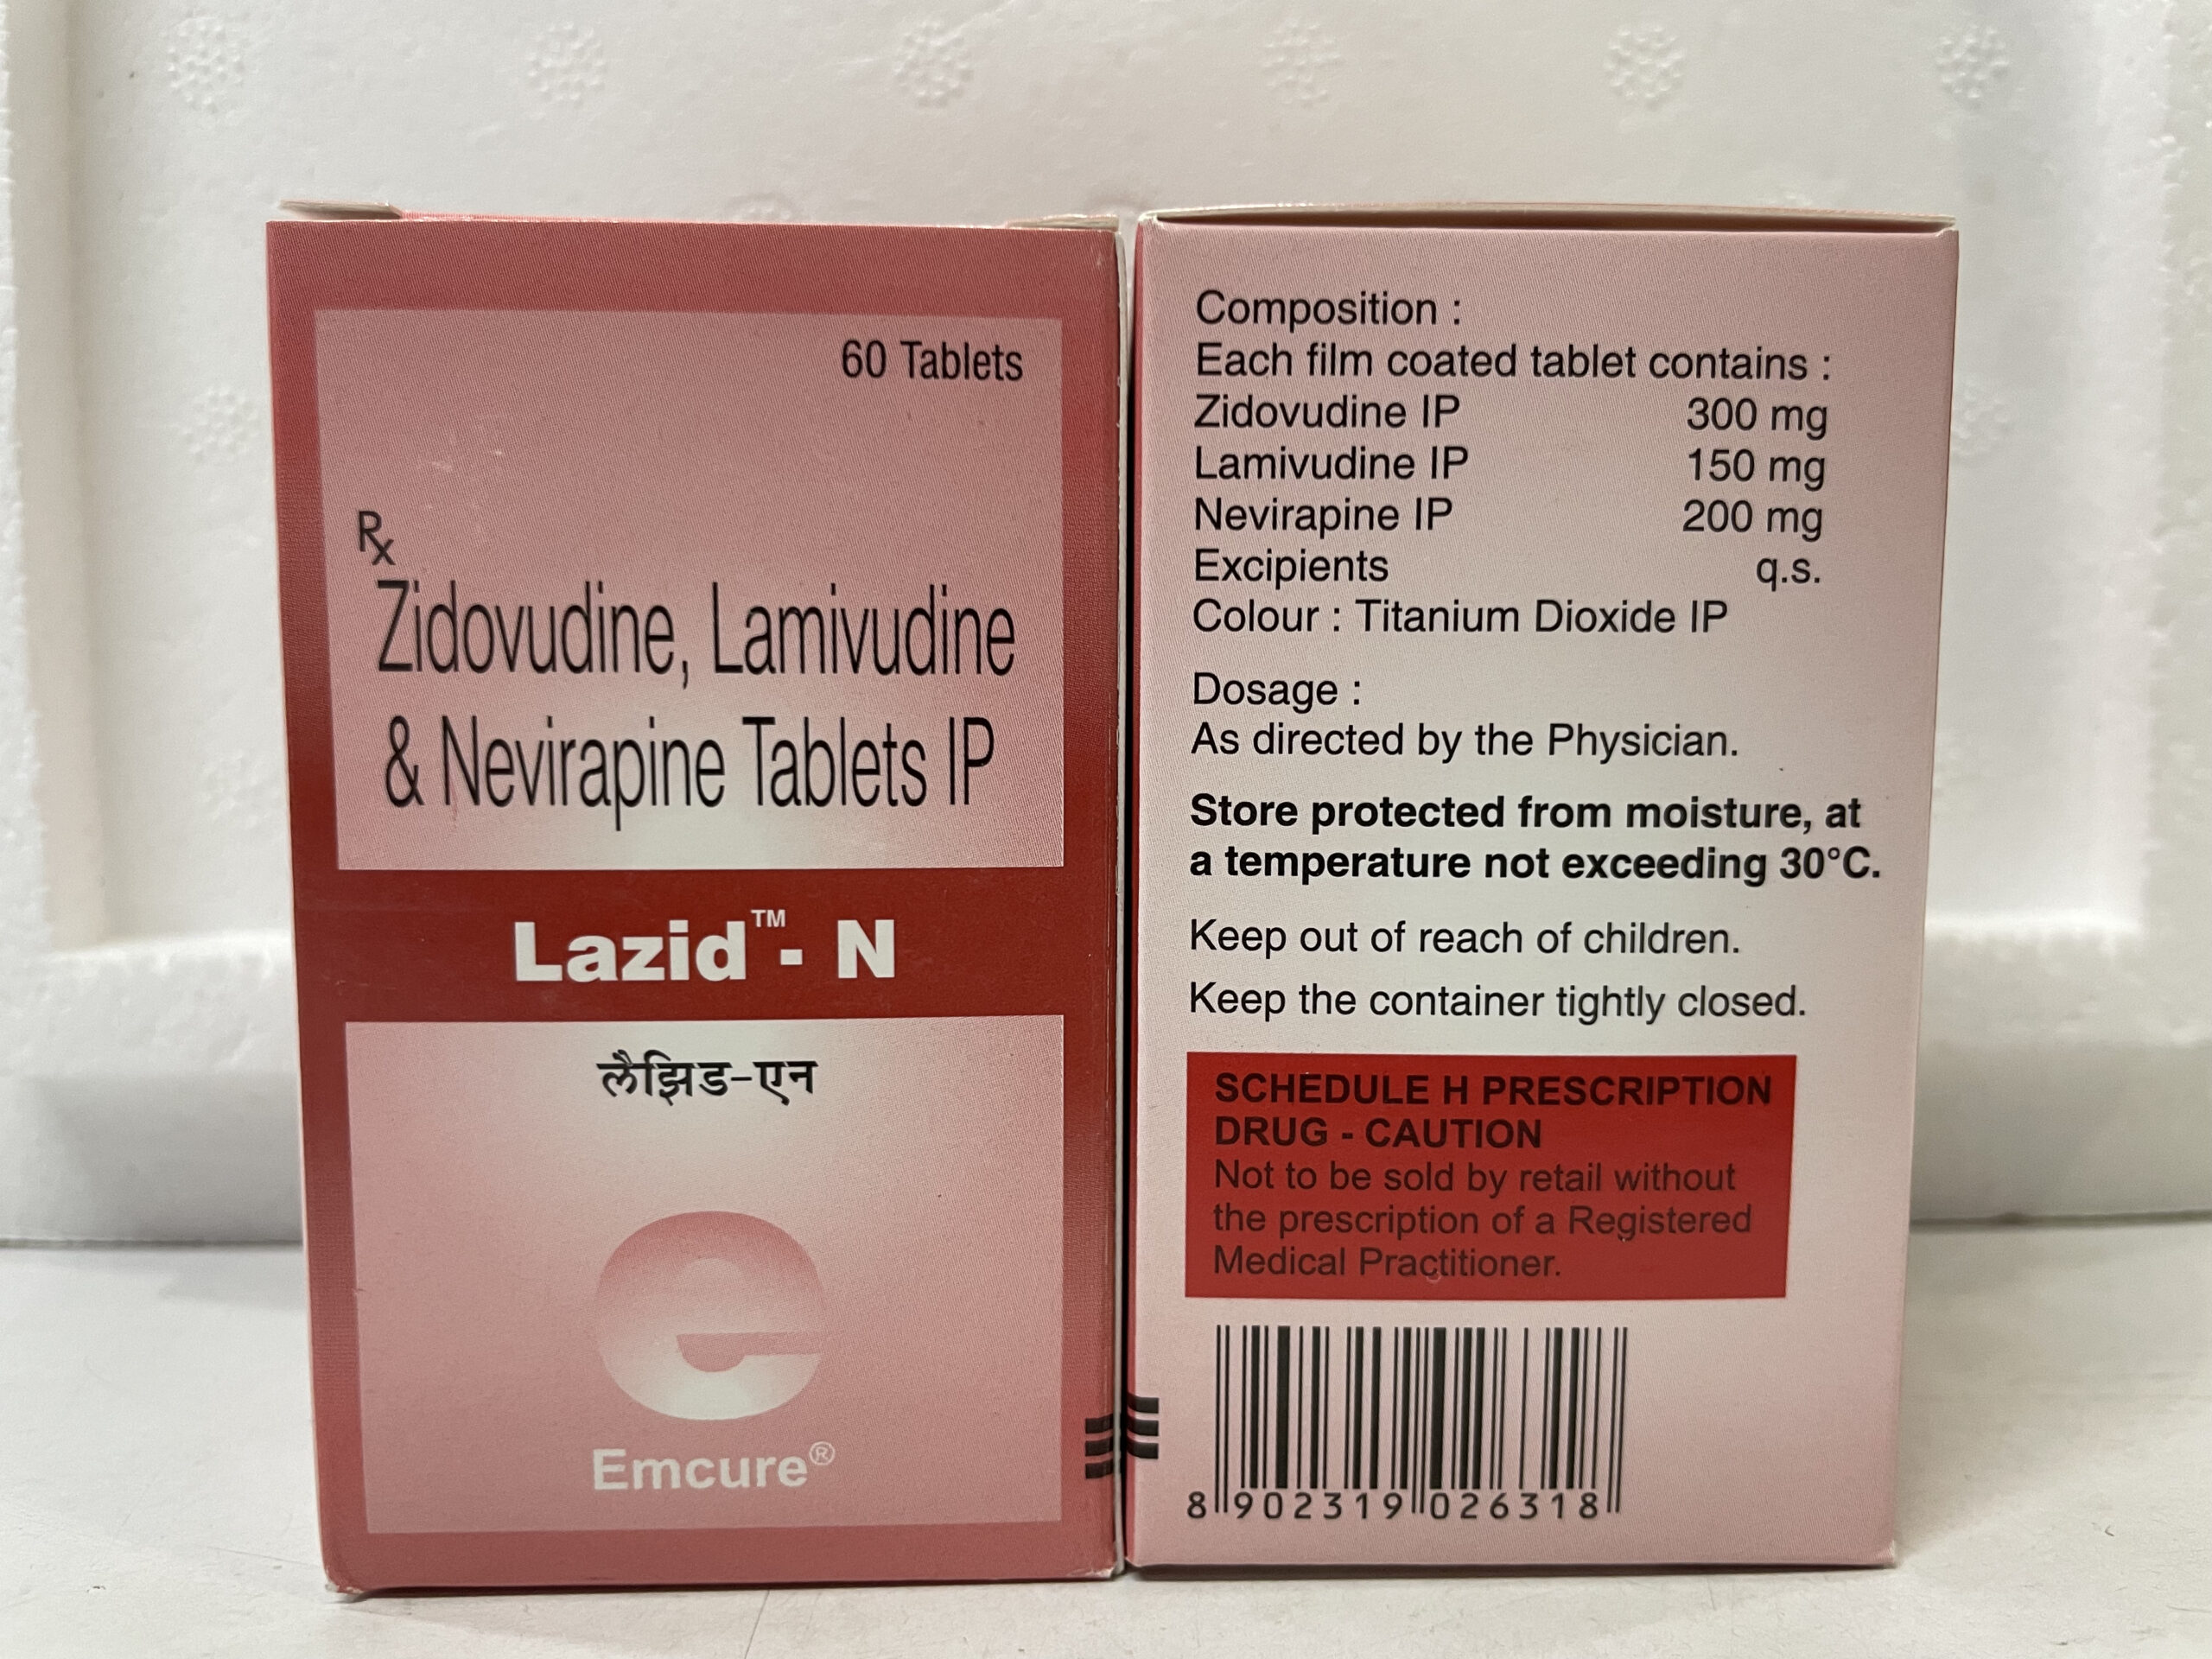 60 Tablets
Rx
Zidovudine, Lamivudine
& Nevirapine Tablets IP
Lazid™- N
लैझिड-एन
e
Emcure®
Composition :
Each film coated tablet contains :
Zidovudine IP 300 mg
Lamivudine IP 150 mg
Nevirapine IP 200 mg
Excipients q.s.
Colour : Titanium Dioxide IP
Dosage :
As directed by the Physician.
Store protected from moisture, at
a temperature not exceeding 30°C.
Keep out of reach of children.
Keep the container tightly closed.
SCHEDULE H PRESCRIPTION
DRUG - CAUTION
Not to be sold by retail without
the prescription of a Registered
Medical Practitioner.
8 902319 026318